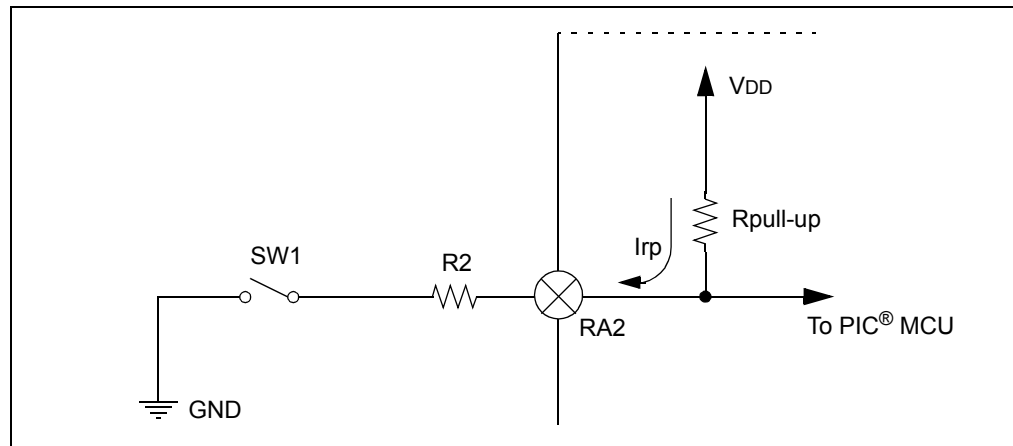 VDD
Rpull-up
Irp
SW1
R2
RA2
To PIC® MCU
GND